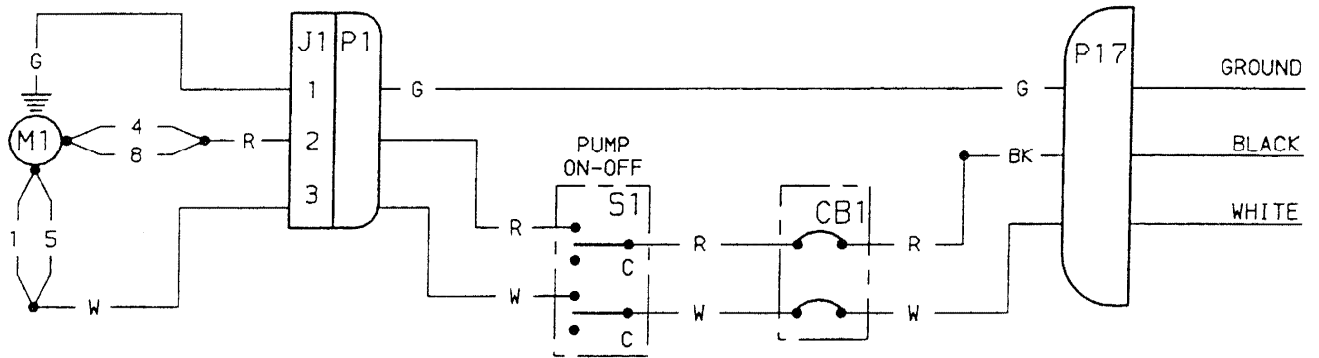 G
M1
4
8
R
1
5
W
J1
P1
1
2
3
G
G
GROUND
PUMP
ON-OFF
S1
R
C
W
C
R
W
CB1
R
W
BK
P17
BLACK
WHITE